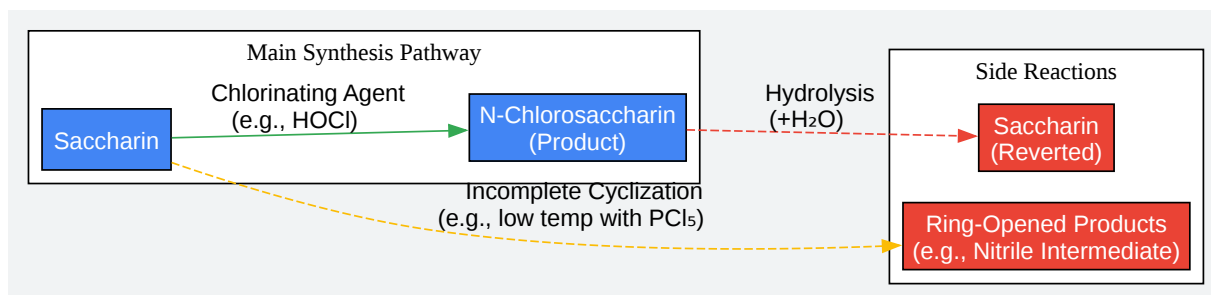 Main Synthesis Pathway
Saccharin
Chlorinating Agent
(e.g., HOCl)
N-Chlorosaccharin
(Product)
Hydrolysis
(+H₂O)
Incomplete Cyclization
(e.g., low temp with PCl₅)
Side Reactions
Saccharin
(Reverted)
Ring-Opened Products
(e.g., Nitrile Intermediate)